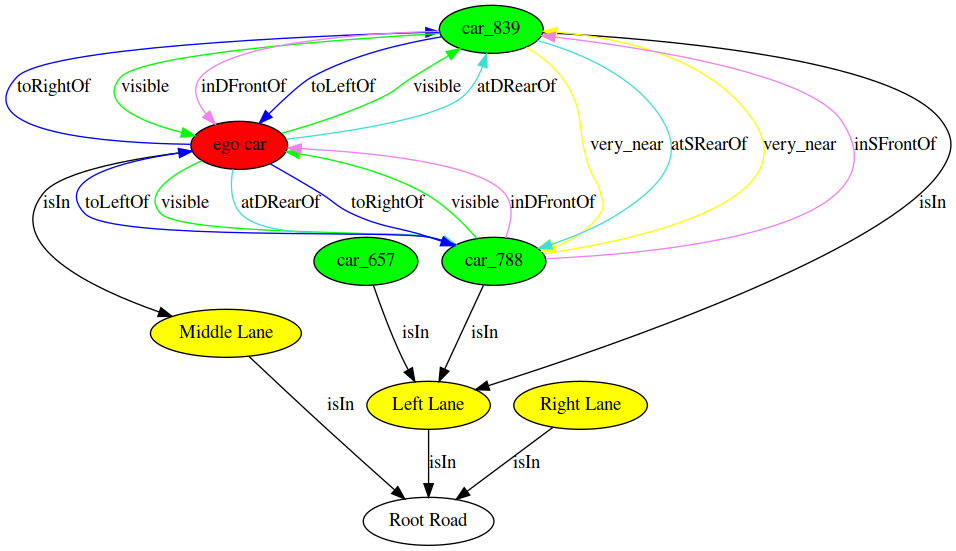 car_839
toRightOf
visible
inDFrontOf
toLeftOf
visible
atDRearOf
ego car
very_near
atSRearOf
very_near
inSFrontOf
isIn
toLeftOf
visible
atDRearOf
toRightOf
visible
inDFrontOf
isIn
car_657
car_788
Middle Lane
isIn
isIn
isIn
Left Lane
Right Lane
isIn
isIn
Root Road